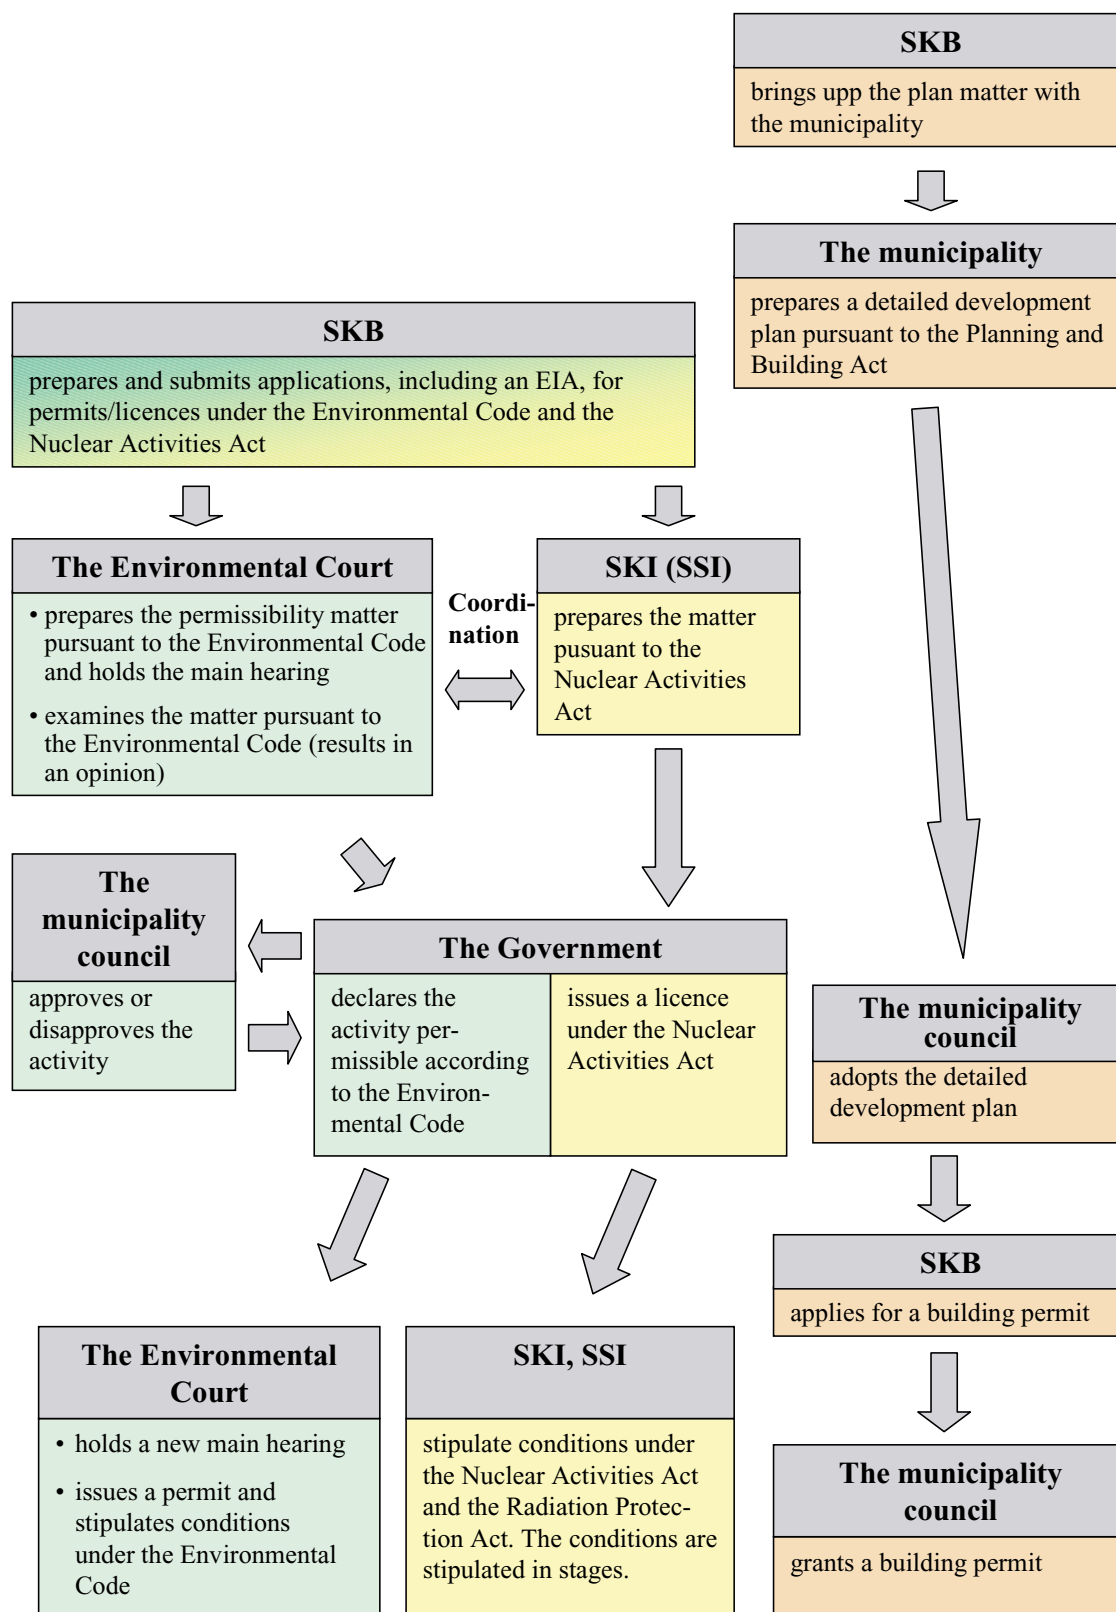 SKB
brings upp the plan matter with
the municipality
The municipality
prepares a detailed development
plan pursuant to the Planning and
Building Act
SKB
prepares and submits applications, including an EIA, for
permits/licences under the Environmental Code and the
Nuclear Activities Act
The Environmental Court
• prepares the permissibility matter
pursuant to the Environmental Code
and holds the main hearing
• examines the matter pursuant to
the Environmental Code (results in
an opinion)
Coordi-
nation
SKI (SSI)
prepares the matter
pusuant to the
Nuclear Activities
Act
The
municipality
council
approves or
disapproves the
activity
The Government
declares the
activity per-
missible according
to the Environ-
mental Code
issues a licence
under the Nuclear
Activities Act
The municipality
council
adopts the detailed
development plan
SKB
applies for a building permit
The Environmental
Court
• holds a new main hearing
• issues a permit and
stipulates conditions
under the Environmental
Code
SKI, SSI
stipulate conditions under
the Nuclear Activities Act
and the Radiation Protec-
tion Act. The conditions are
stipulated in stages.
The municipality
council
grants a building permit